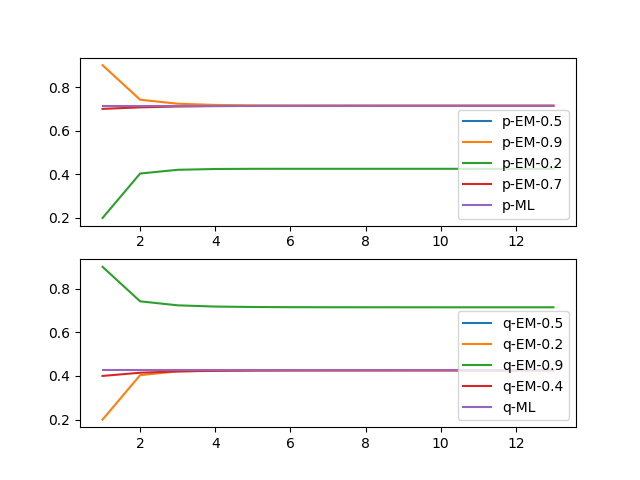 0.8
0.6
0.4
0.2
p-EM-0.5
p-EM-0.9
p-EM-0.2
p-EM-0.7
p-ML
2 4 6 8 10 12
0.8
0.6
0.4
0.2
q-EM-0.5
q-EM-0.2
q-EM-0.9
q-EM-0.4
q-ML
2 4 6 8 10 12